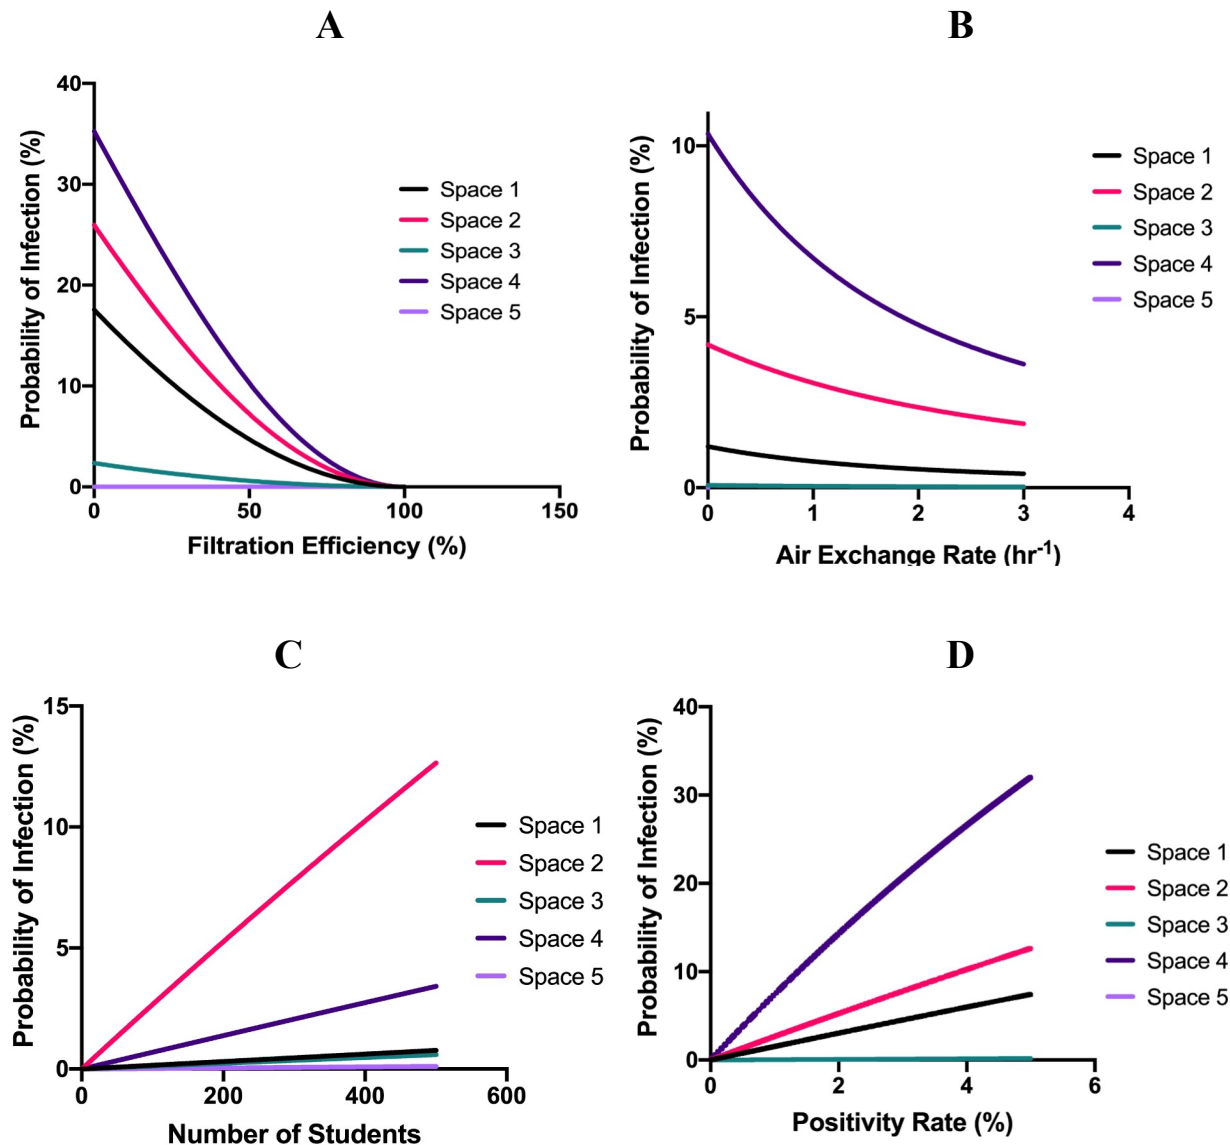 A
Probability of Infection (%)
40
30
20
10
0
0
50
100
150
Filtration Efficiency (%)
Space 1
Space 2
Space 3
Space 4
Space 5
B
Probability of Infection (%)
10
5
0
0
1
2
3
4
Air Exchange Rate (hr⁻¹)
Space 1
Space 2
Space 3
Space 4
Space 5
C
Probability of Infection (%)
15
10
5
0
0
200
400
600
Number of Students
Space 1
Space 2
Space 3
Space 4
Space 5
D
Probability of Infection (%)
40
30
20
10
0
0
2
4
6
Positivity Rate (%)
Space 1
Space 2
Space 3
Space 4
Space 5